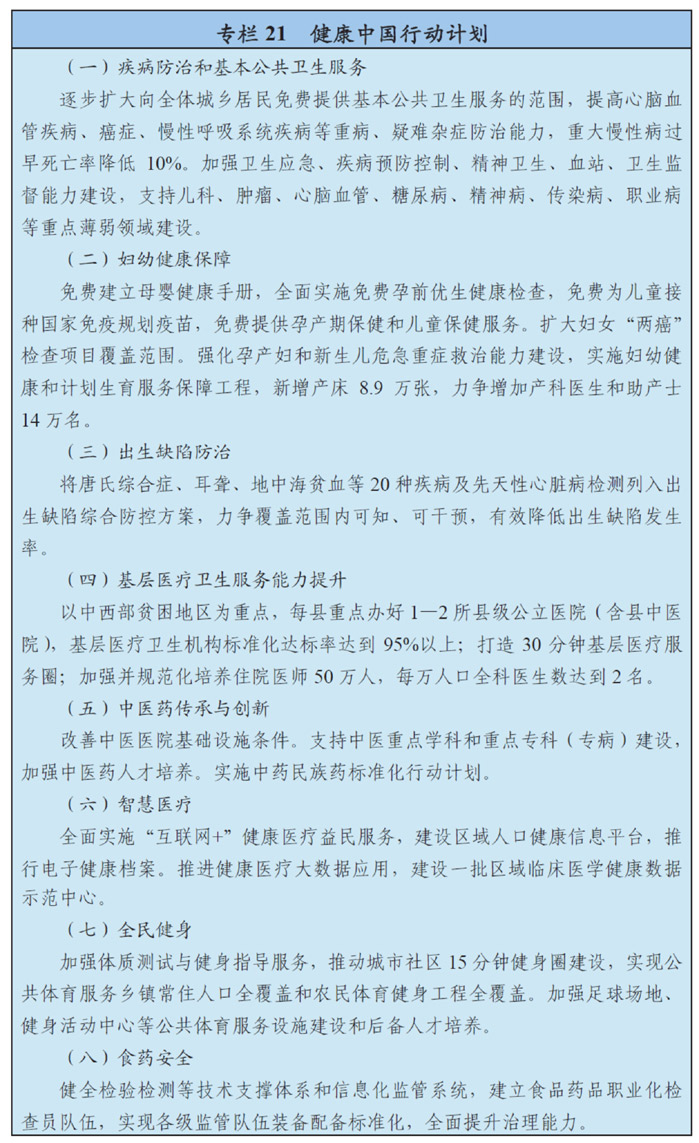 专栏 21 健康中国行动计划
（一）疾病防治和基本公共卫生服务
逐步扩大向全体城乡居民免费提供基本公共卫生服务的范围，提高心脑血
管疾病、癌症、慢性呼吸系统疾病等重病、疑难杂症防治能力，重大慢性病过
早死亡率降低 10%。加强卫生应急、疾病预防控制、精神卫生、血站、卫生监
督能力建设，支持儿科、肿瘤、心脑血管、糖尿病、精神病、传染病、职业病
等重点薄弱领域建设。
（二）妇幼健康保障
免费建立母婴健康手册，全面实施免费孕前优生健康检查，免费为儿童接
种国家免疫规划疫苗，免费提供孕产期保健和儿童保健服务。扩大妇女“两癌”
检查项目覆盖范围。强化孕产妇和新生儿危急重症救治能力建设，实施妇幼健
康和计划生育服务保障工程，新增产床 8.9 万张，力争增加产科医生和助产士
14 万名。
（三）出生缺陷防治
将唐氏综合症、耳聋、地中海贫血等 20 种疾病及先天性心脏病检测列入出
生缺陷综合防控方案，力争覆盖范围内可知、可干预，有效降低出生缺陷发生
率。
（四）基层医疗卫生服务能力提升
以中西部贫困地区为重点，每县重点办好 1—2 所县级公立医院（含县中医
院），基层医疗卫生机构标准化达标率达到 95%以上；打造 30 分钟基层医疗服
务圈；加强并规范化培养住院医师 50 万人，每万人口全科医生数达到 2 名。
（五）中医药传承与创新
改善中医医院基础设施条件。支持中医重点学科和重点专科（专病）建设，
加强中医药人才培养。实施中药民族药标准化行动计划。
（六）智慧医疗
全面实施“互联网+”健康医疗益民服务，建设区域人口健康信息平台，推
行电子健康档案。推进健康医疗大数据应用，建设一批区域临床医学健康数据
示范中心。
（七）全民健身
加强体质测试与健身指导服务，推动城市社区 15 分钟健身圈建设，实现公
共体育服务乡镇常住人口全覆盖和农民体育健身工程全覆盖。加强足球场地、
健身活动中心等公共体育服务设施建设和后备人才培养。
（八）食药安全
健全检验检测等技术支撑体系和信息化监管系统，建立食品药品职业化检
查员队伍，实现各级监管队伍装备配备标准化，全面提升治理能力。